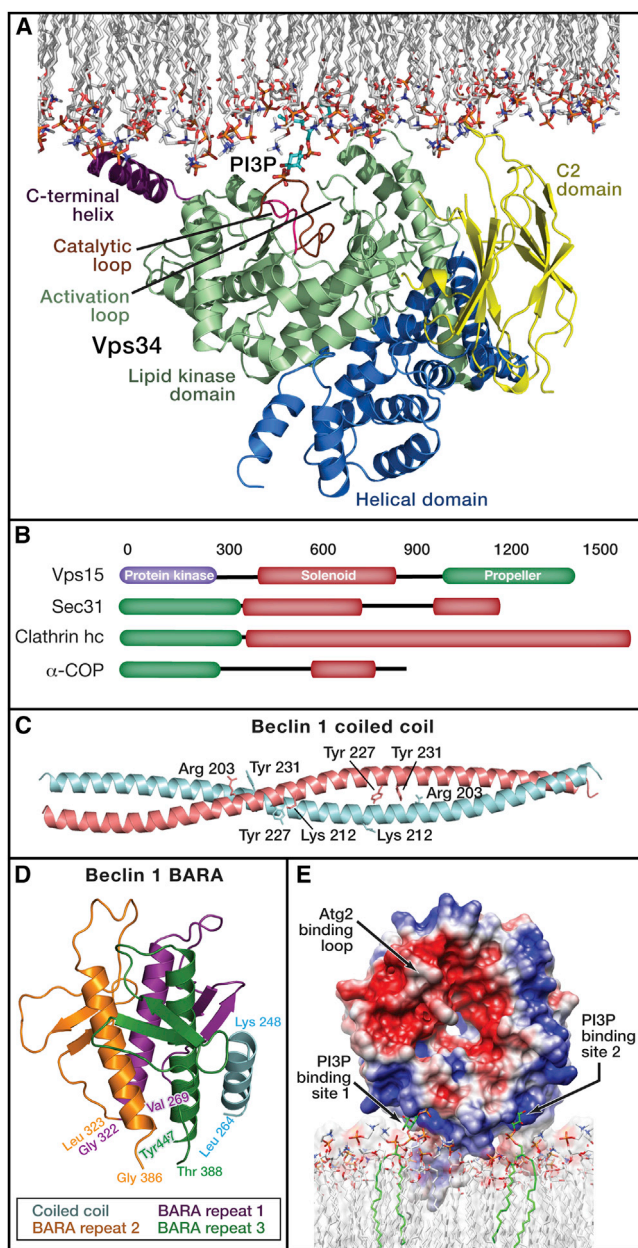 A
PI3P
C-terminal
helix
C2
domain
Catalytic
loop
Activation
loop
Vps34
Lipid kinase
domain
Helical domain
B
0 300 600 900 1200 1500
Vps15 Protein kinase Solenoid Propeller
Sec31
Clathrin hc
α-COP
C Beclin 1 coiled coil
Arg 203 Tyr 231 Tyr 227 Tyr 231
Arg 203
Tyr 227 Lys 212 Lys 212
D Beclin 1 BARA
Lys 248
Val 269
Leu 323
Gly 322
Tyr447
Leu 264
Gly 386
Thr 388
Coiled coil BARA repeat 1
BARA repeat 2 BARA repeat 3
E
Atg2
binding
loop
PI3P
binding
site 2
PI3P
binding
site 1